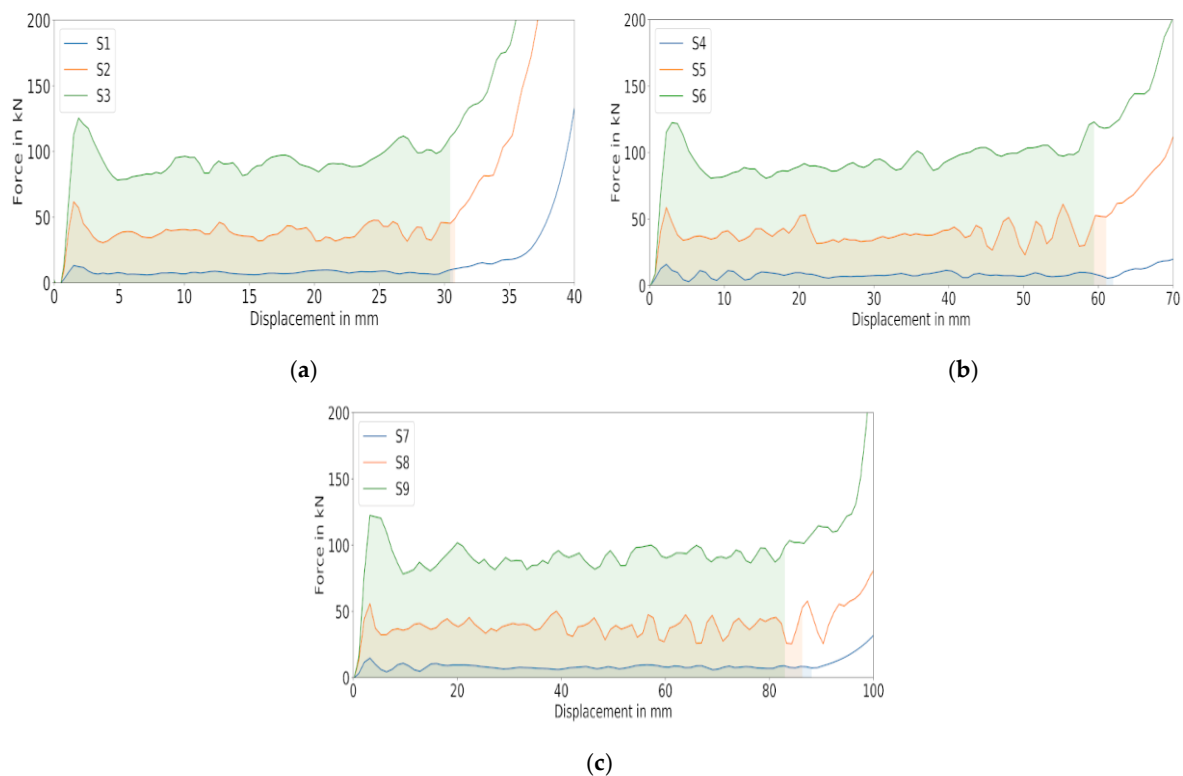 200
150
100
50
0
Force in kN
S1
S2
S3
0 5 10 15 20 25 30 35 40
Displacement in mm
(a)
200
150
100
50
0
Force in kN
S4
S5
S6
0 10 20 30 40 50 60 70
Displacement in mm
(b)
200
150
100
50
0
Force in kN
S7
S8
S9
0 20 40 60 80 100
Displacement in mm
(c)